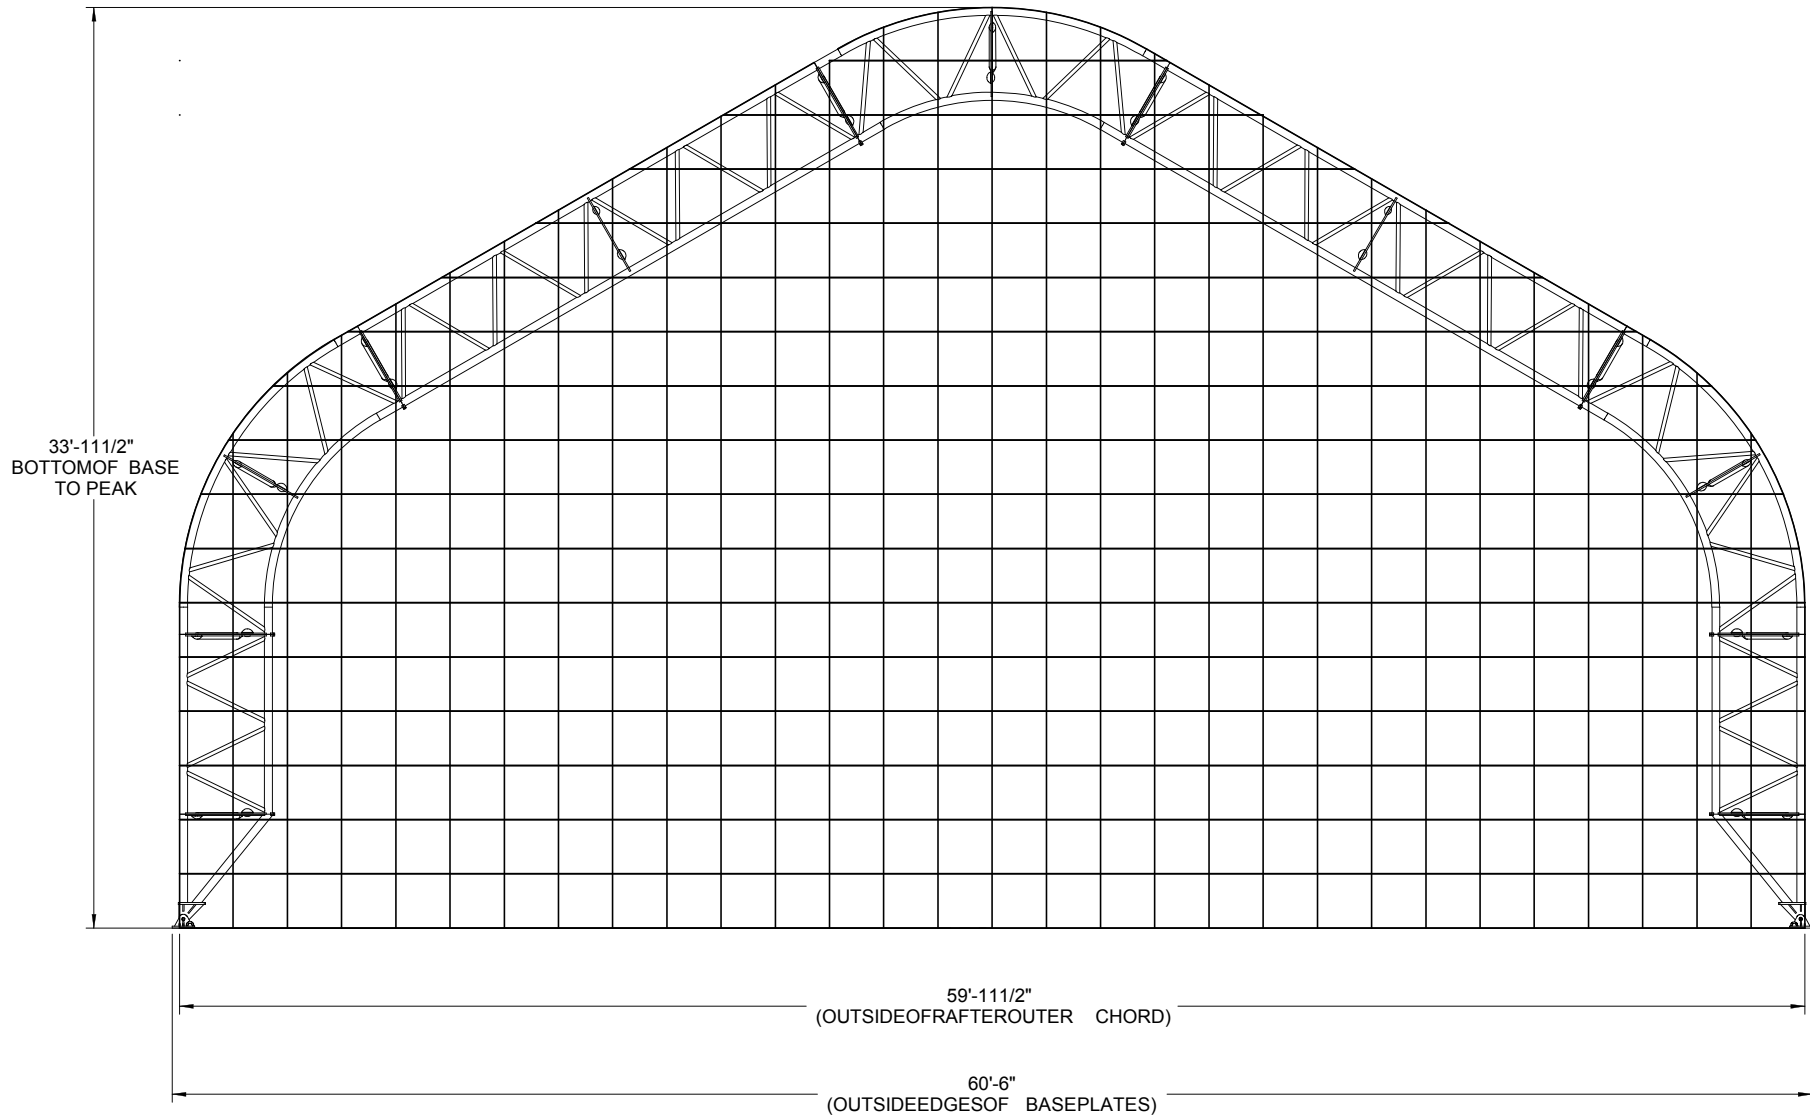 33'-111/2"
BOTTOMOF BASE
TO PEAK
59'-111/2"
(OUTSIDEOFRAFTEROUTER CHORD)
60'-6"
(OUTSIDEEDGESOF BASEPLATES)